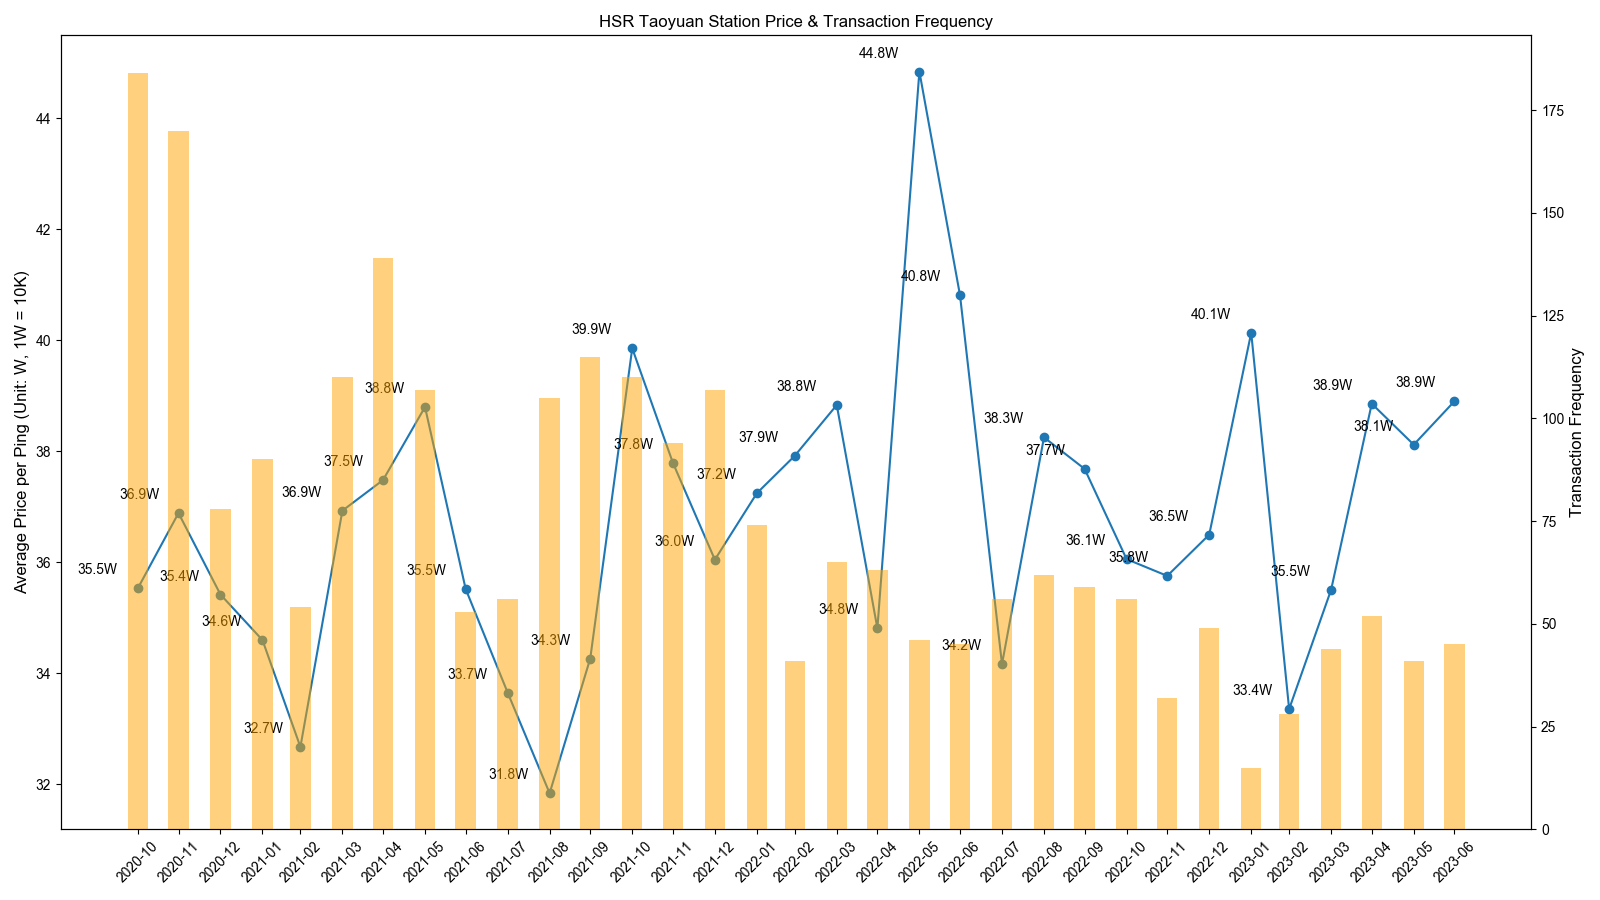 HSR Taoyuan Station Price & Transaction Frequency
Average Price per Ping (Unit: W, 1W = 10K)
44
42
40
38
36
34
32
35.5W
36.9W
35.4W
34.6W
32.7W
36.9W
37.5W
38.8W
35.5W
33.7W
31.8W
34.3W
39.9W
37.8W
36.0W
37.2W
37.9W
38.8W
34.8W
44.8W
40.8W
34.2W
38.3W
37.7W
36.1W
35.8W
36.5W
40.1W
33.4W
35.5W
38.9W
38.1W
38.9W
175
150
125
100
75
50
25
0
Transaction Frequency
2020-10
2020-11
2020-12
2021-01
2021-02
2021-03
2021-04
2021-05
2021-06
2021-07
2021-08
2021-09
2021-10
2021-11
2021-12
2022-01
2022-02
2022-03
2022-04
2022-05
2022-06
2022-07
2022-08
2022-09
2022-10
2022-11
2022-12
2023-01
2023-02
2023-03
2023-04
2023-05
2023-06